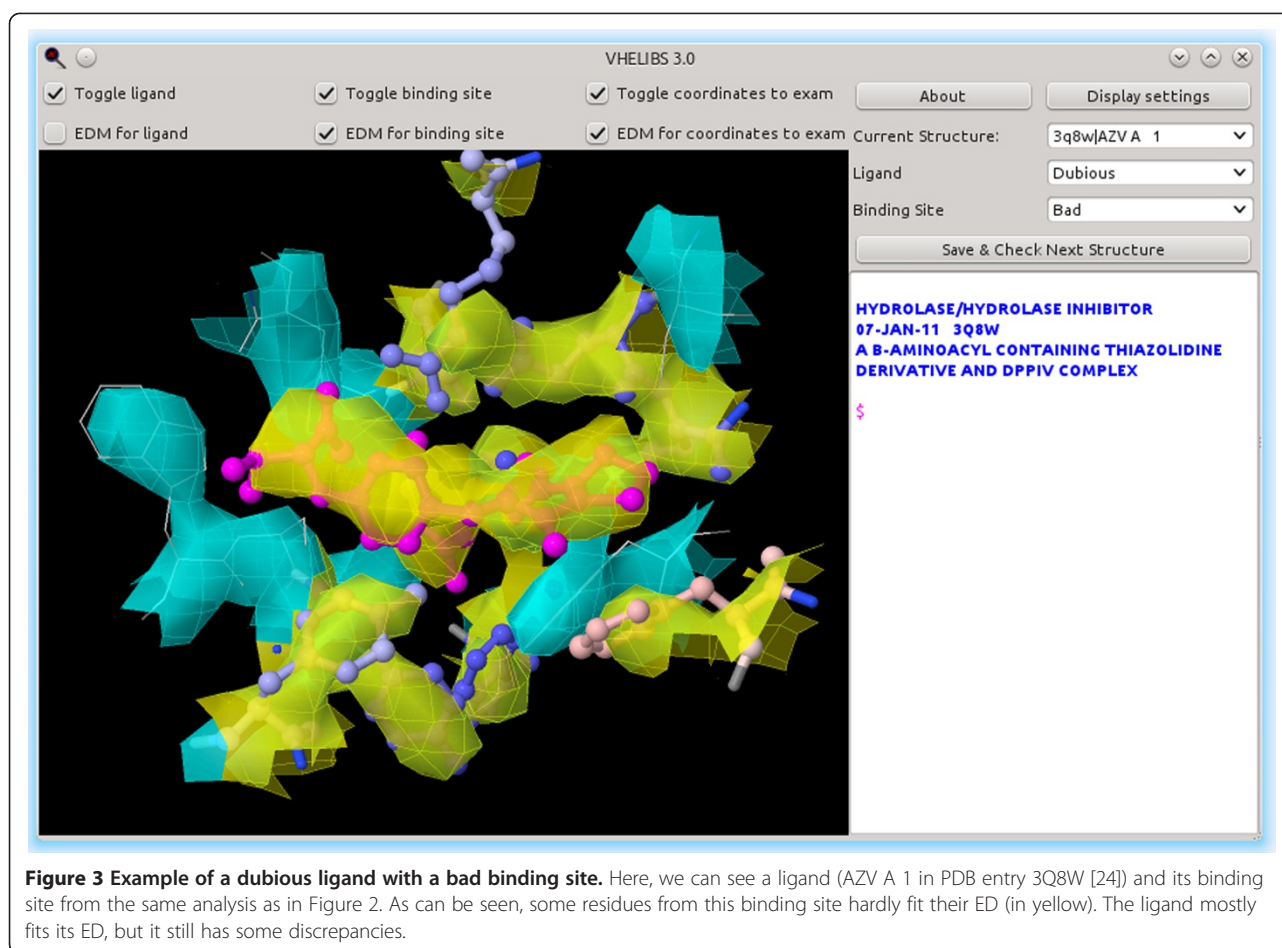 VHELIBS 3.0
Toggle ligand
Toggle binding site
Toggle coordinates to exam
About
Display settings
EDM for ligand
EDM for binding site
EDM for coordinates to exam
Current Structure:
3q8w|AZV A 1
Ligand
Dubious
Binding Site
Bad
Save & Check Next Structure
HYDROLASE/HYDROLASE INHIBITOR
07-JAN-11 3Q8W
A B-AMINOACYL CONTAINING THIAZOLIDINE
DERIVATIVE AND DPPIV COMPLEX
$
Figure 3 Example of a dubious ligand with a bad binding site. Here, we can see a ligand (AZV A 1 in PDB entry 3Q8W [24]) and its binding
site from the same analysis as in Figure 2. As can be seen, some residues from this binding site hardly fit their ED (in yellow). The ligand mostly
fits its ED, but it still has some discrepancies.